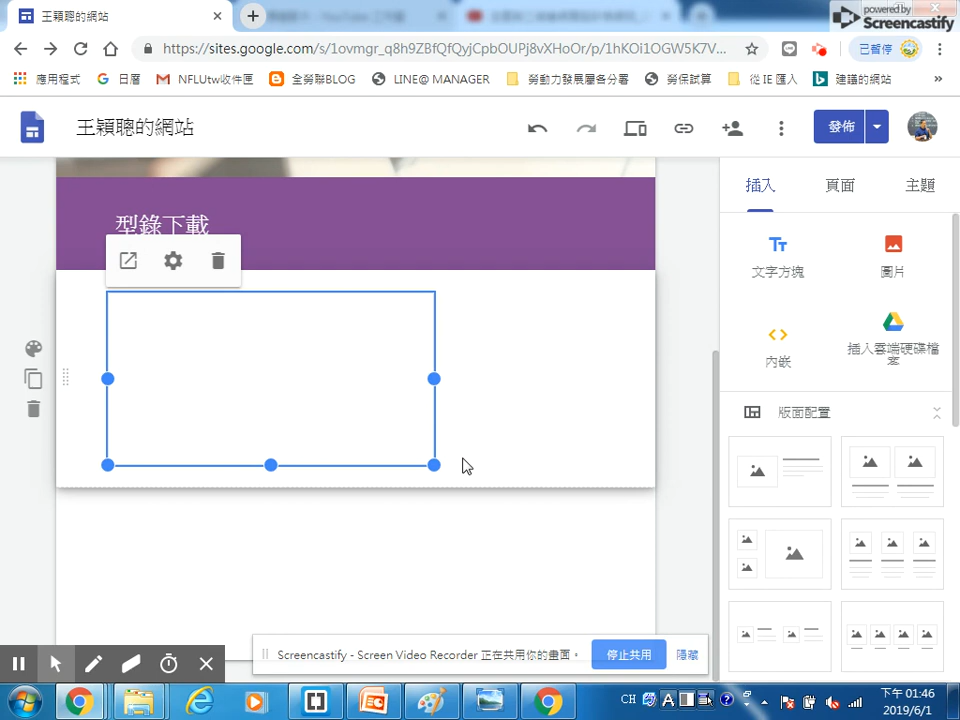 王穎聰的網站
powered by
Screencastify
https://sites.google.com/s/1ovmgr_q8h9ZBfQfQyjCpbOUPj8vXHoOr/p/1hKOi1OGW5K7V...
已暫停
應用程式
日曆
NFLUtw收件匣
全勞聯BLOG
LINE@ MANAGER
勞動力發展屬各分署
勞保試算
從 IE 匯入
建議的網站
»
王穎聰的網站
發佈
型錄下載
插入
頁面
主題
Tт
文字方塊
圖片
內嵌
插入雲端硬碟檔案
版面配置
Screencastify - Screen Video Recorder 正在共用你的畫面。
停止共用
隱藏
CH
下午 01:46
2019/6/1